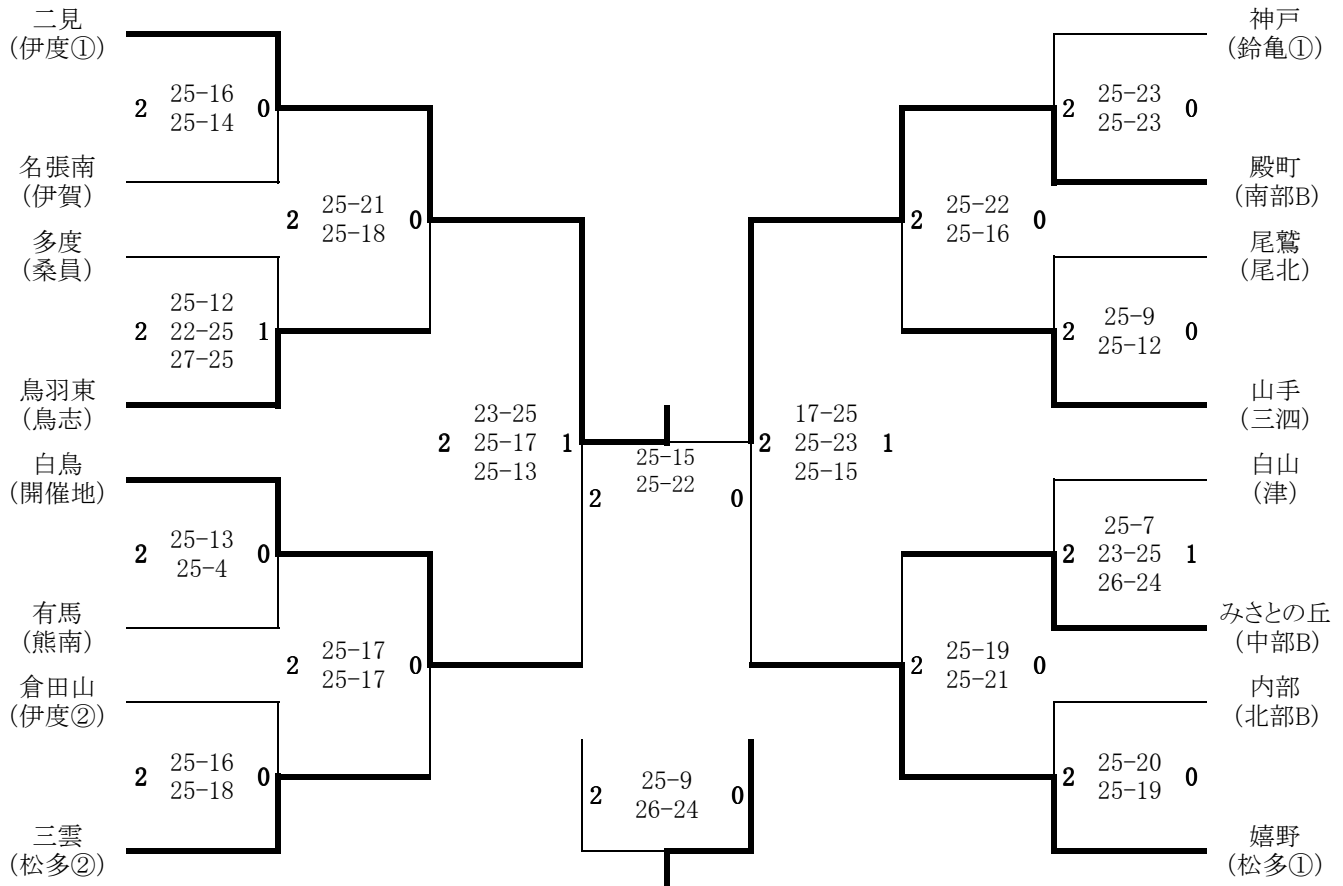 二見
(伊度①)
2 25-16 0
25-14
名張南
(伊賀)
2 25-21 0
25-18
多度
(桑員)
25-12
2 22-25 1
27-25
鳥羽東
(鳥志)
23-25
2 25-17 1
25-13
白鳥
(開催地)
2 25-13 0
25-4
有馬
(熊南)
2 25-17 0
25-17
倉田山
(伊度②)
2 25-16 0
25-18
三雲
(松多②)
25-15
25-22
2 0
2 25-9 0
26-24
神戸
(鈴亀①)
2 25-23 0
25-23
殿町
(南部B)
2 25-22 0
25-16
尾鷲
(尾北)
2 25-9 0
25-12
山手
(三泗)
17-25
2 25-23 1
25-15
白山
(津)
25-7
2 23-25 1
26-24
みさとの丘
(中部B)
2 25-19 0
25-21
内部
(北部B)
2 25-20 0
25-19
嬉野
(松多①)